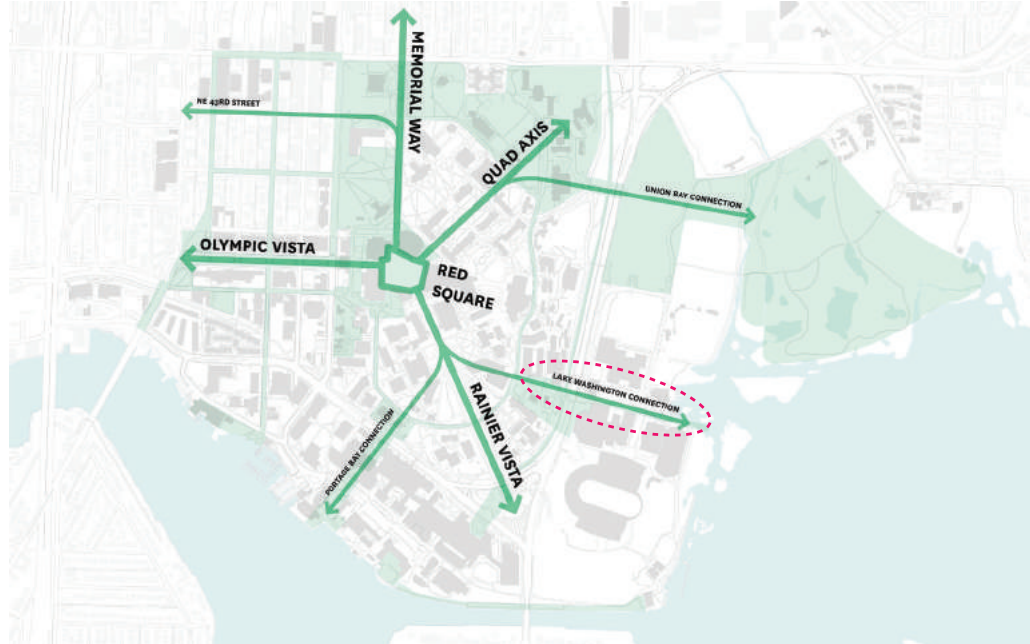 MEMORIAL WAY
NE 43RD STREET
QUAD AXIS
UNION BAY CONNECTION
OLYMPIC VISTA
RED
SQUARE
LAKE WASHINGTON CONNECTION
RAINIER VISTA
PORTAGE BAY CONNECTION